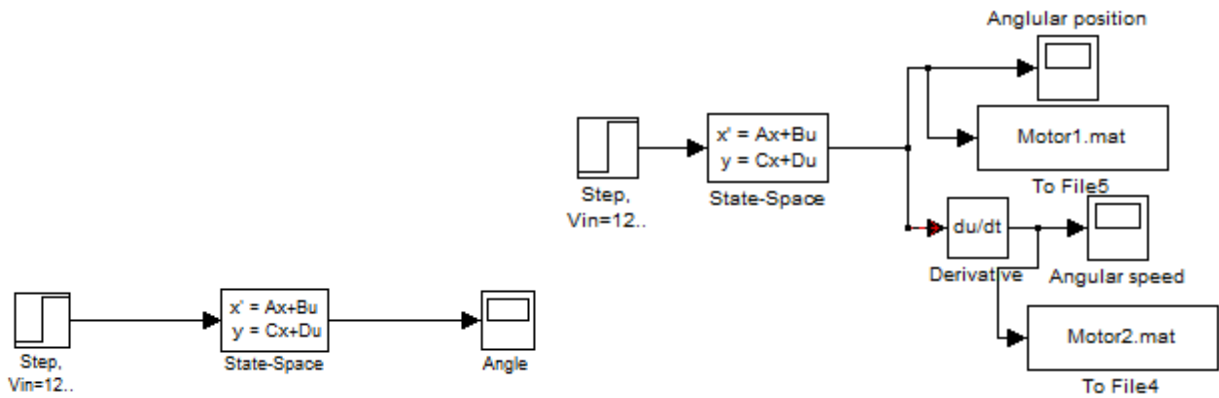 Anglular position
Motor1.mat
To File5
x' = Ax+Bu
y = Cx+Du
Step,
Vin=12..
State-Space
du/dt
Derivative
Angular speed
Motor2.mat
To File4
x' = Ax+Bu
y = Cx+Du
Step,
Vin=12..
State-Space
Angle